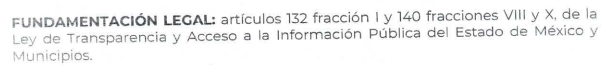 FUNDAMENTACIÓN LEGAL: artículos 132 fracción I y 140 fracciones VIII y X, de la
Ley de Transparencia y Acceso a la Información Pública del Estado de México y
Municipios.